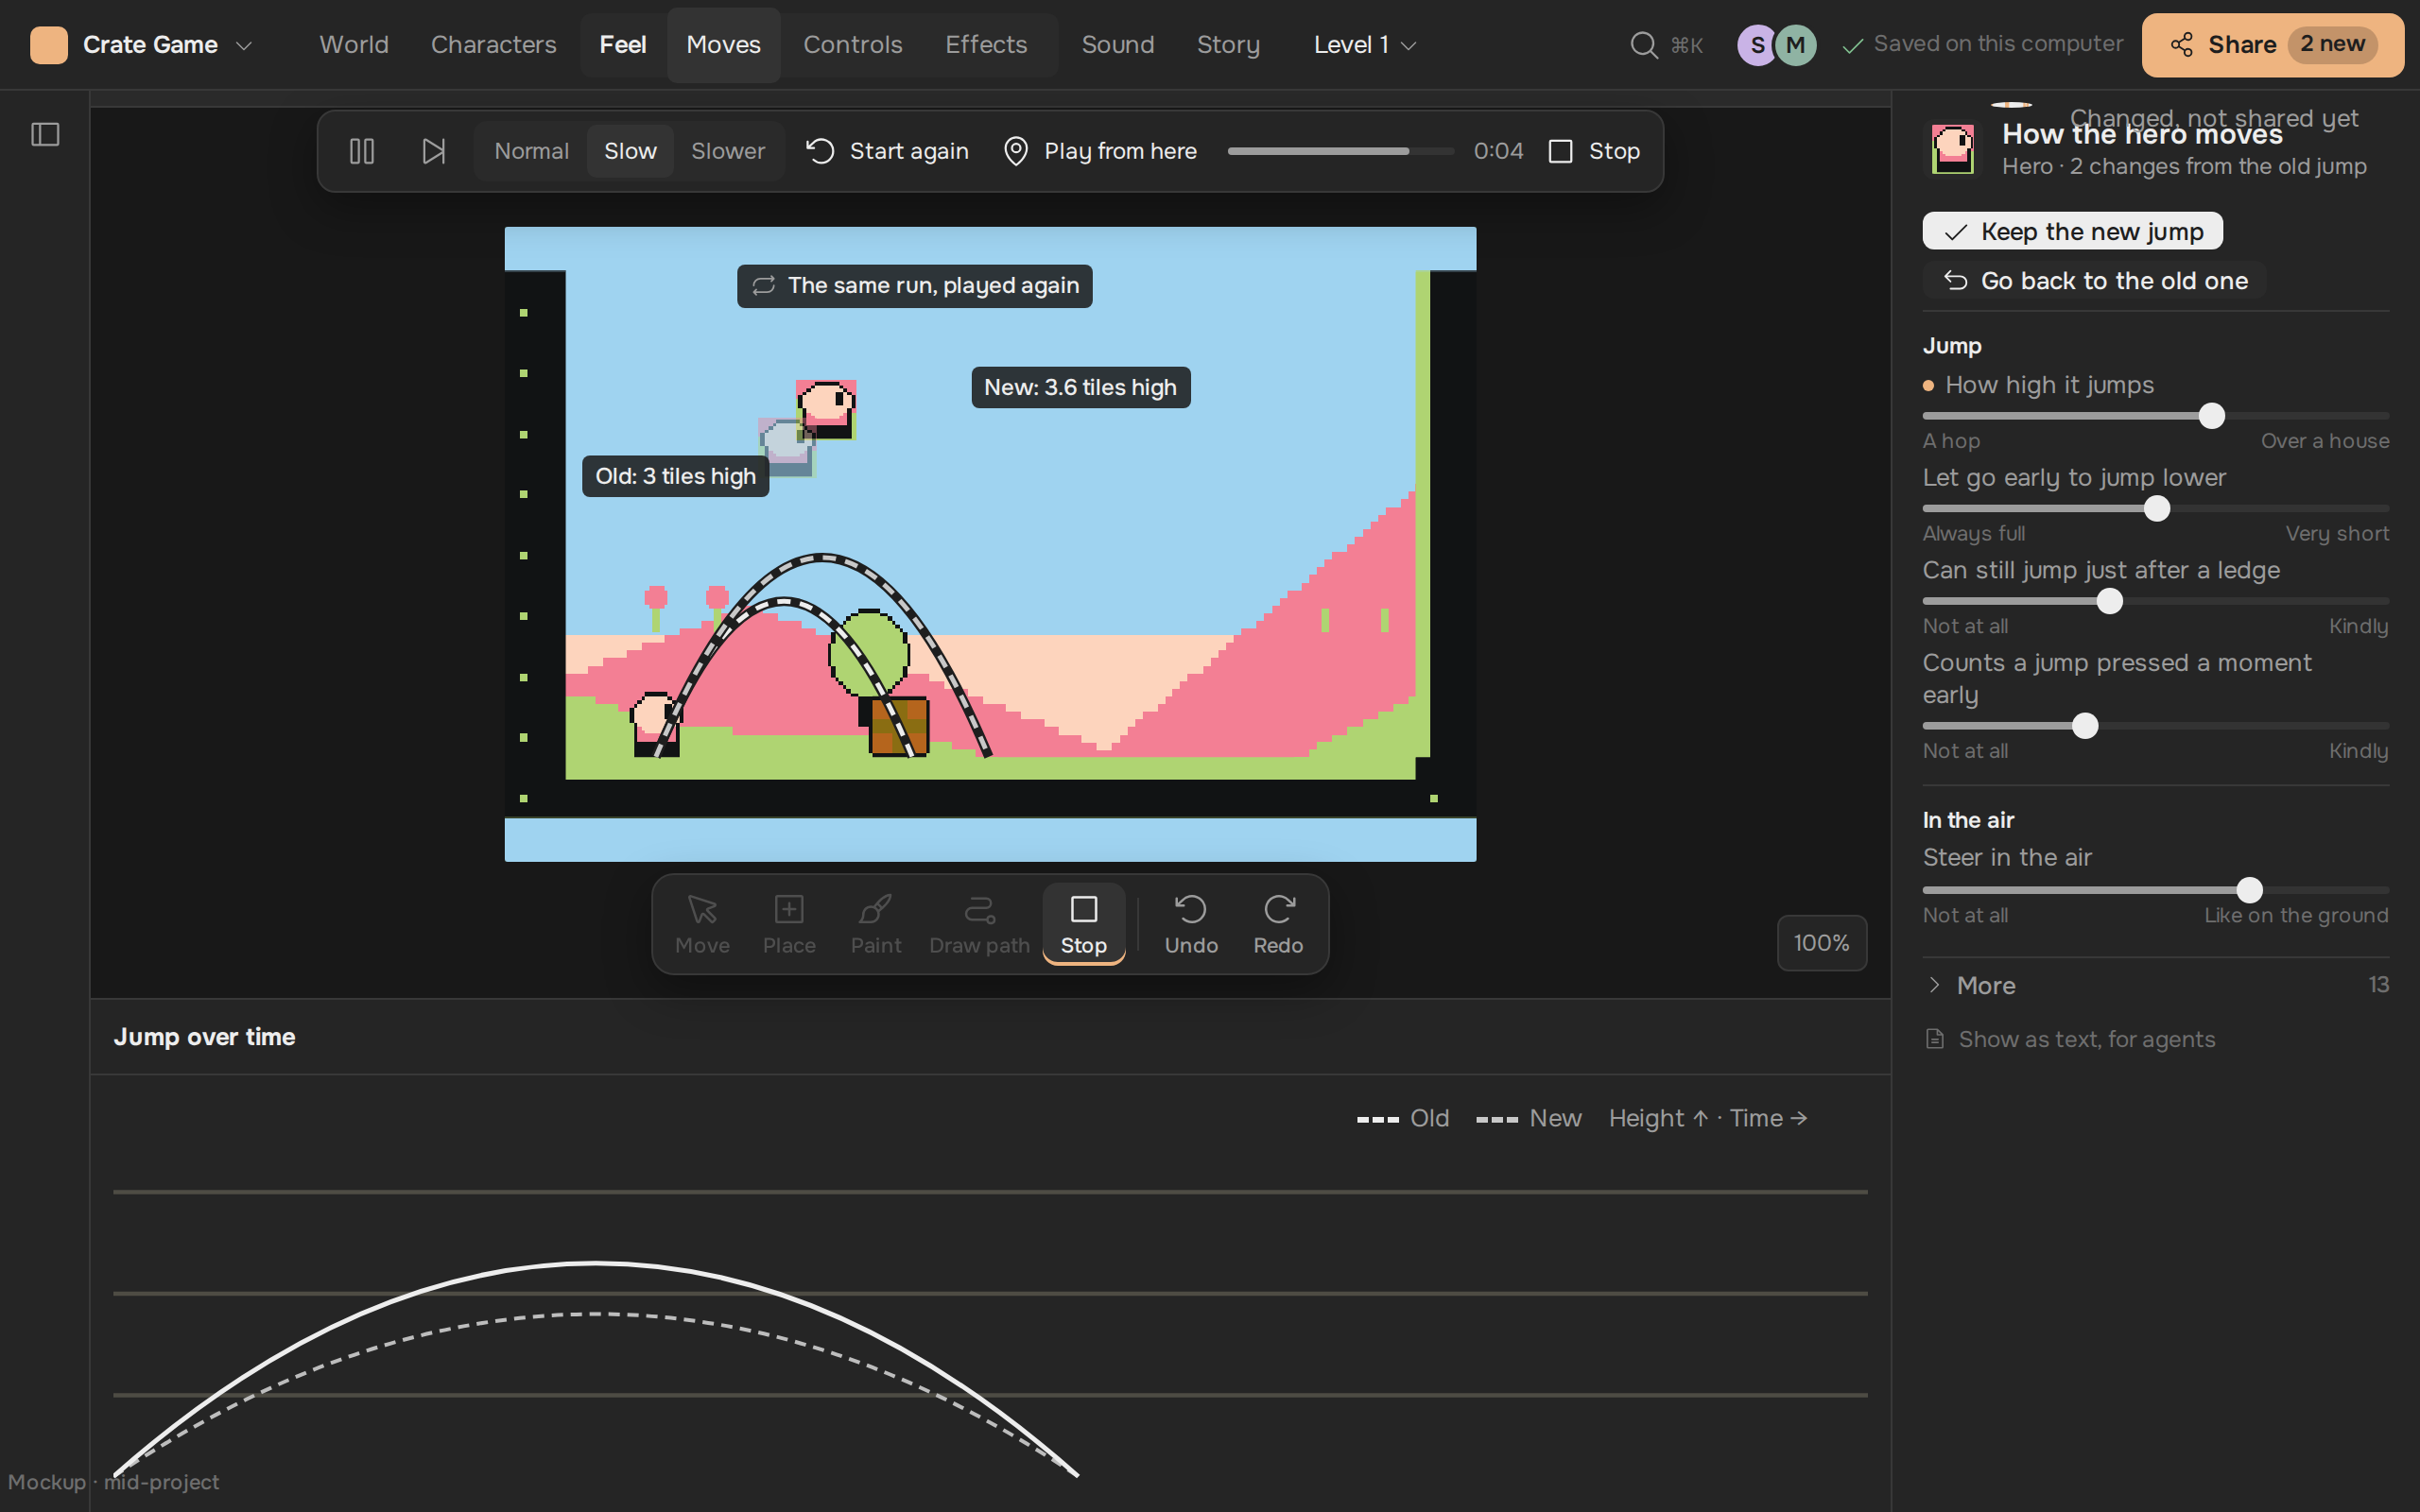 Crate Game
World
Characters
Feel
Moves
Controls
Effects
Sound
Story
Level 1
⌘K
S
M
Saved on this computer
Share
2 new
Normal
Slow
Slower
Start again
Play from here
0:04
Stop
Changed, not shared yet
How the hero moves
Hero · 2 changes from the old jump
Keep the new jump
Go back to the old one
The same run, played again
New: 3.6 tiles high
Old: 3 tiles high
Jump
How high it jumps
A hop
Over a house
Let go early to jump lower
Always full
Very short
Can still jump just after a ledge
Not at all
Kindly
Counts a jump pressed a moment
early
Not at all
Kindly
In the air
Steer in the air
Not at all
Like on the ground
More
13
Show as text, for agents
Move
Place
Paint
Draw path
Stop
Undo
Redo
100%
Jump over time
Old
New
Height ↑ · Time →
Mockup · mid-project